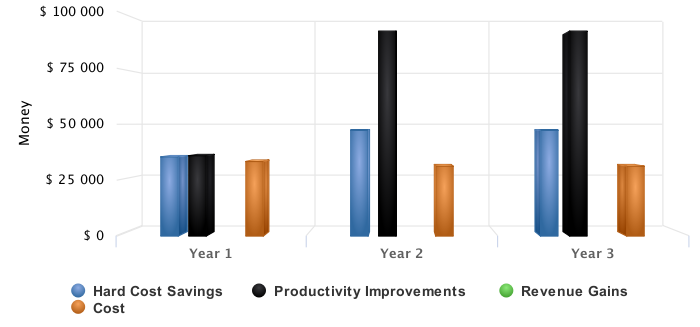 $ 100 000
$ 75 000
$ 50 000
$ 25 000
$ 0
Money
Year 1
Year 2
Year 3
Hard Cost Savings
Productivity Improvements
Revenue Gains
Cost